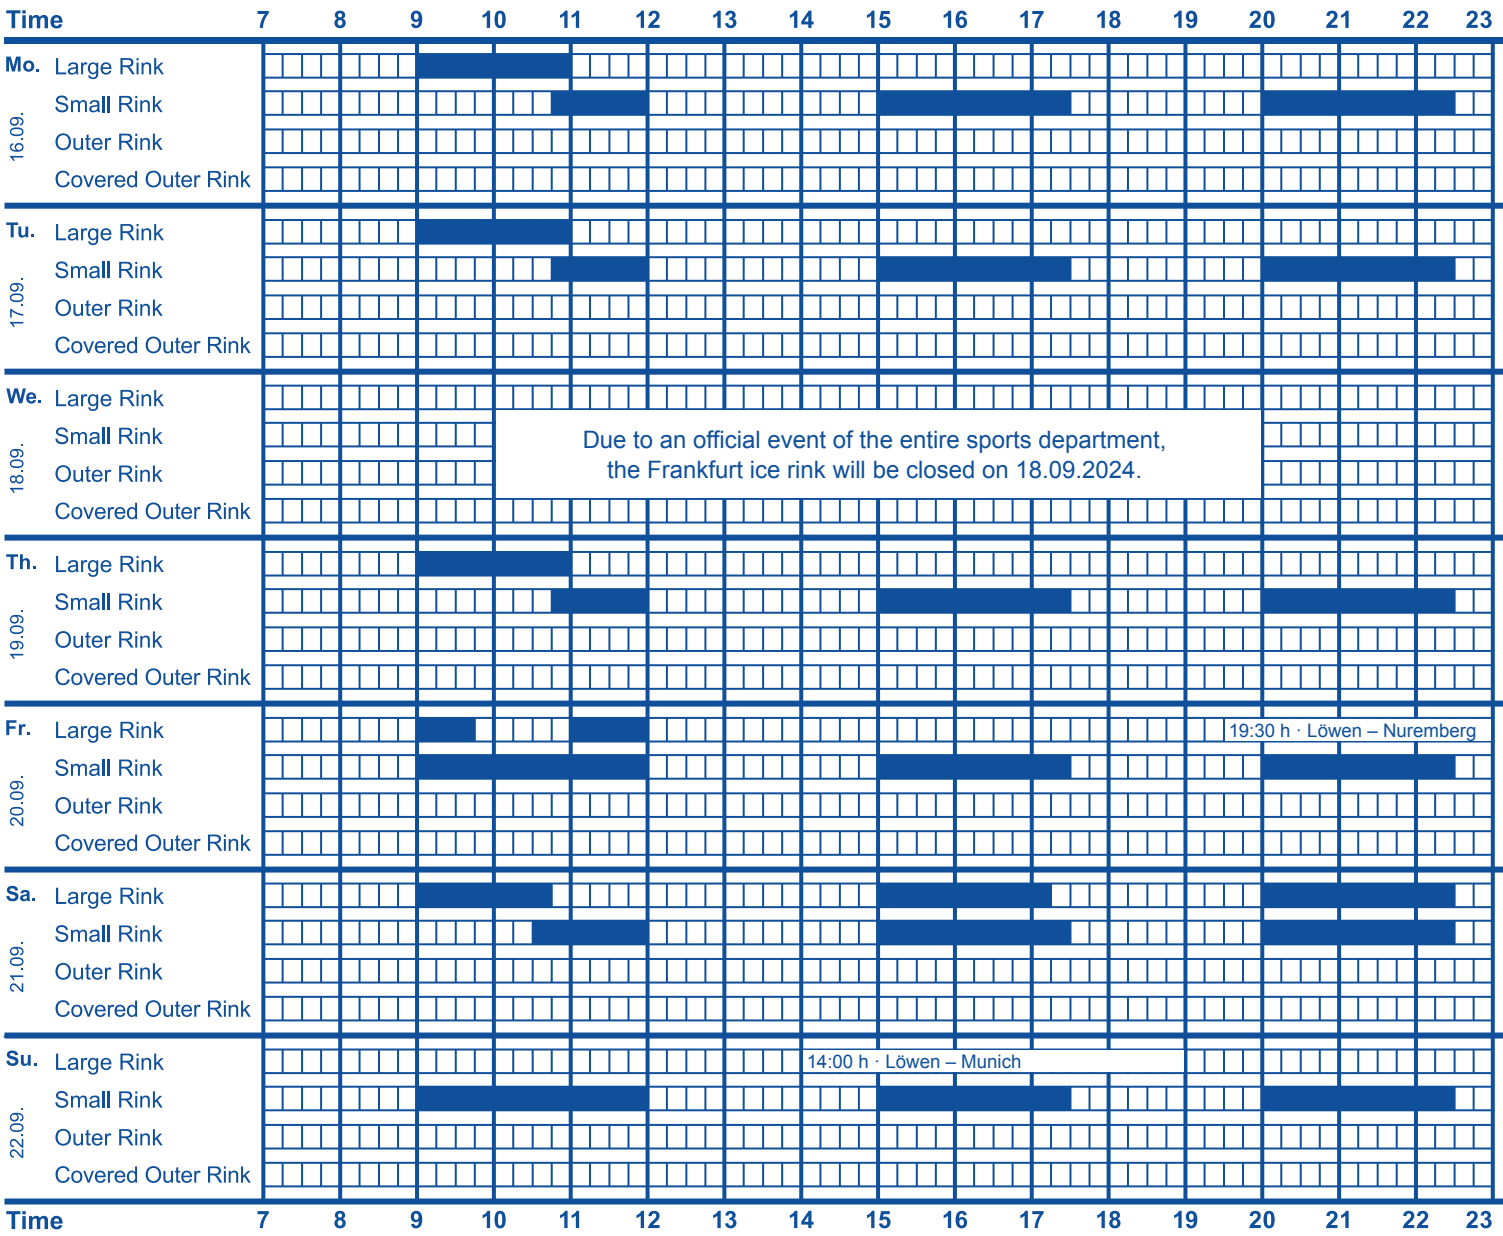 Time 7 8 9 10 11 12 13 14 15 16 17 18 19 20 21 22 23
Mo. Large Rink
Small Rink
16.09.
Outer Rink
Covered Outer Rink
Tu. Large Rink
Small Rink
17.09.
Outer Rink
Covered Outer Rink
We. Large Rink
Small Rink
18.09.
Outer Rink
Covered Outer Rink
Due to an official event of the entire sports department,
the Frankfurt ice rink will be closed on 18.09.2024.
Th. Large Rink
Small Rink
19.09.
Outer Rink
Covered Outer Rink
Fr. Large Rink 19:30 h · Löwen – Nuremberg
Small Rink
20.09.
Outer Rink
Covered Outer Rink
Sa. Large Rink
Small Rink
21.09.
Outer Rink
Covered Outer Rink
Su. Large Rink 14:00 h · Löwen – Munich
Small Rink
22.09.
Outer Rink
Covered Outer Rink
Time 7 8 9 10 11 12 13 14 15 16 17 18 19 20 21 22 23